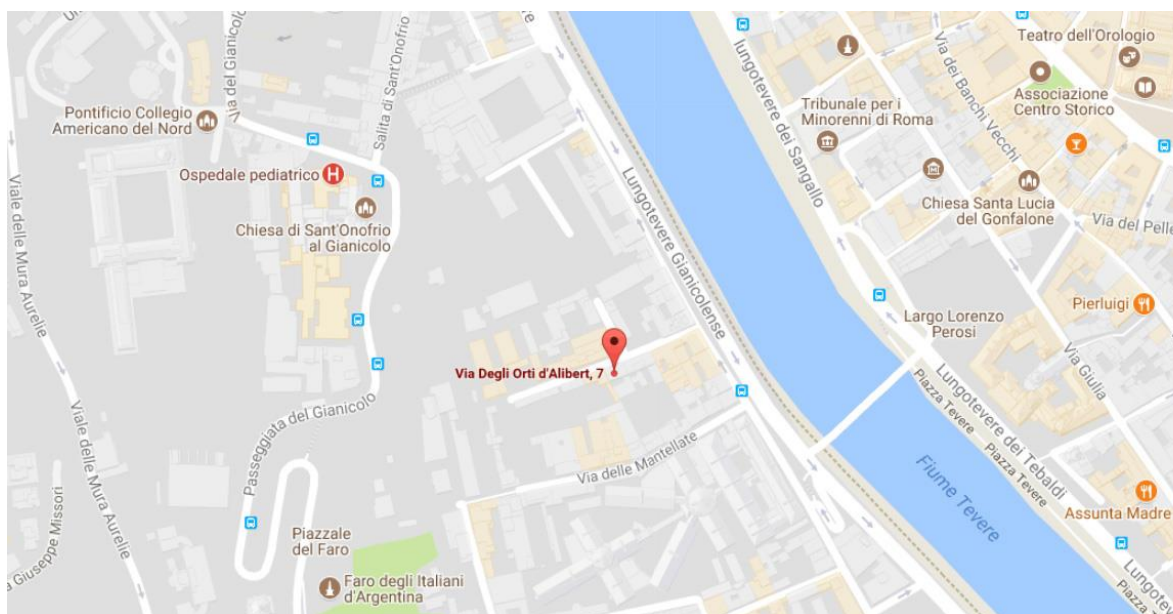 Via del Gianicolo
Salita di Sant'Onofrio
Pontificio Collegio
Americano del Nord
Ospedale pediatrico
H
Chiesa di Sant'Onofrio
al Gianicolo
Viale delle Mura Aurelie
Viale delle Mura Aurelie
Passeggiata del Gianicolo
Via Degli Orti d'Alibert, 7
Lungotevere Gianicolense
Via delle Mantellate
Piazzale
del Faro
Faro degli Italiani
d'Argentina
a Giuseppe Missori
lungotevere dei Sangallo
Teatro dell'Orologio
Associazione
Centro Storico
Tribunale per i
Minorenni di Roma
Via dei Banchi Vecchi
Chiesa Santa Lucia
del Gonfalone
Via del Pelle
Pierluigi
Largo Lorenzo
Perosi
Via Giulia
Piazza Tevere
Lungotevere dei Tebaldi
Piazza Tevere
Fiume Tevere
Assunta Madre
Lungote
Piazza